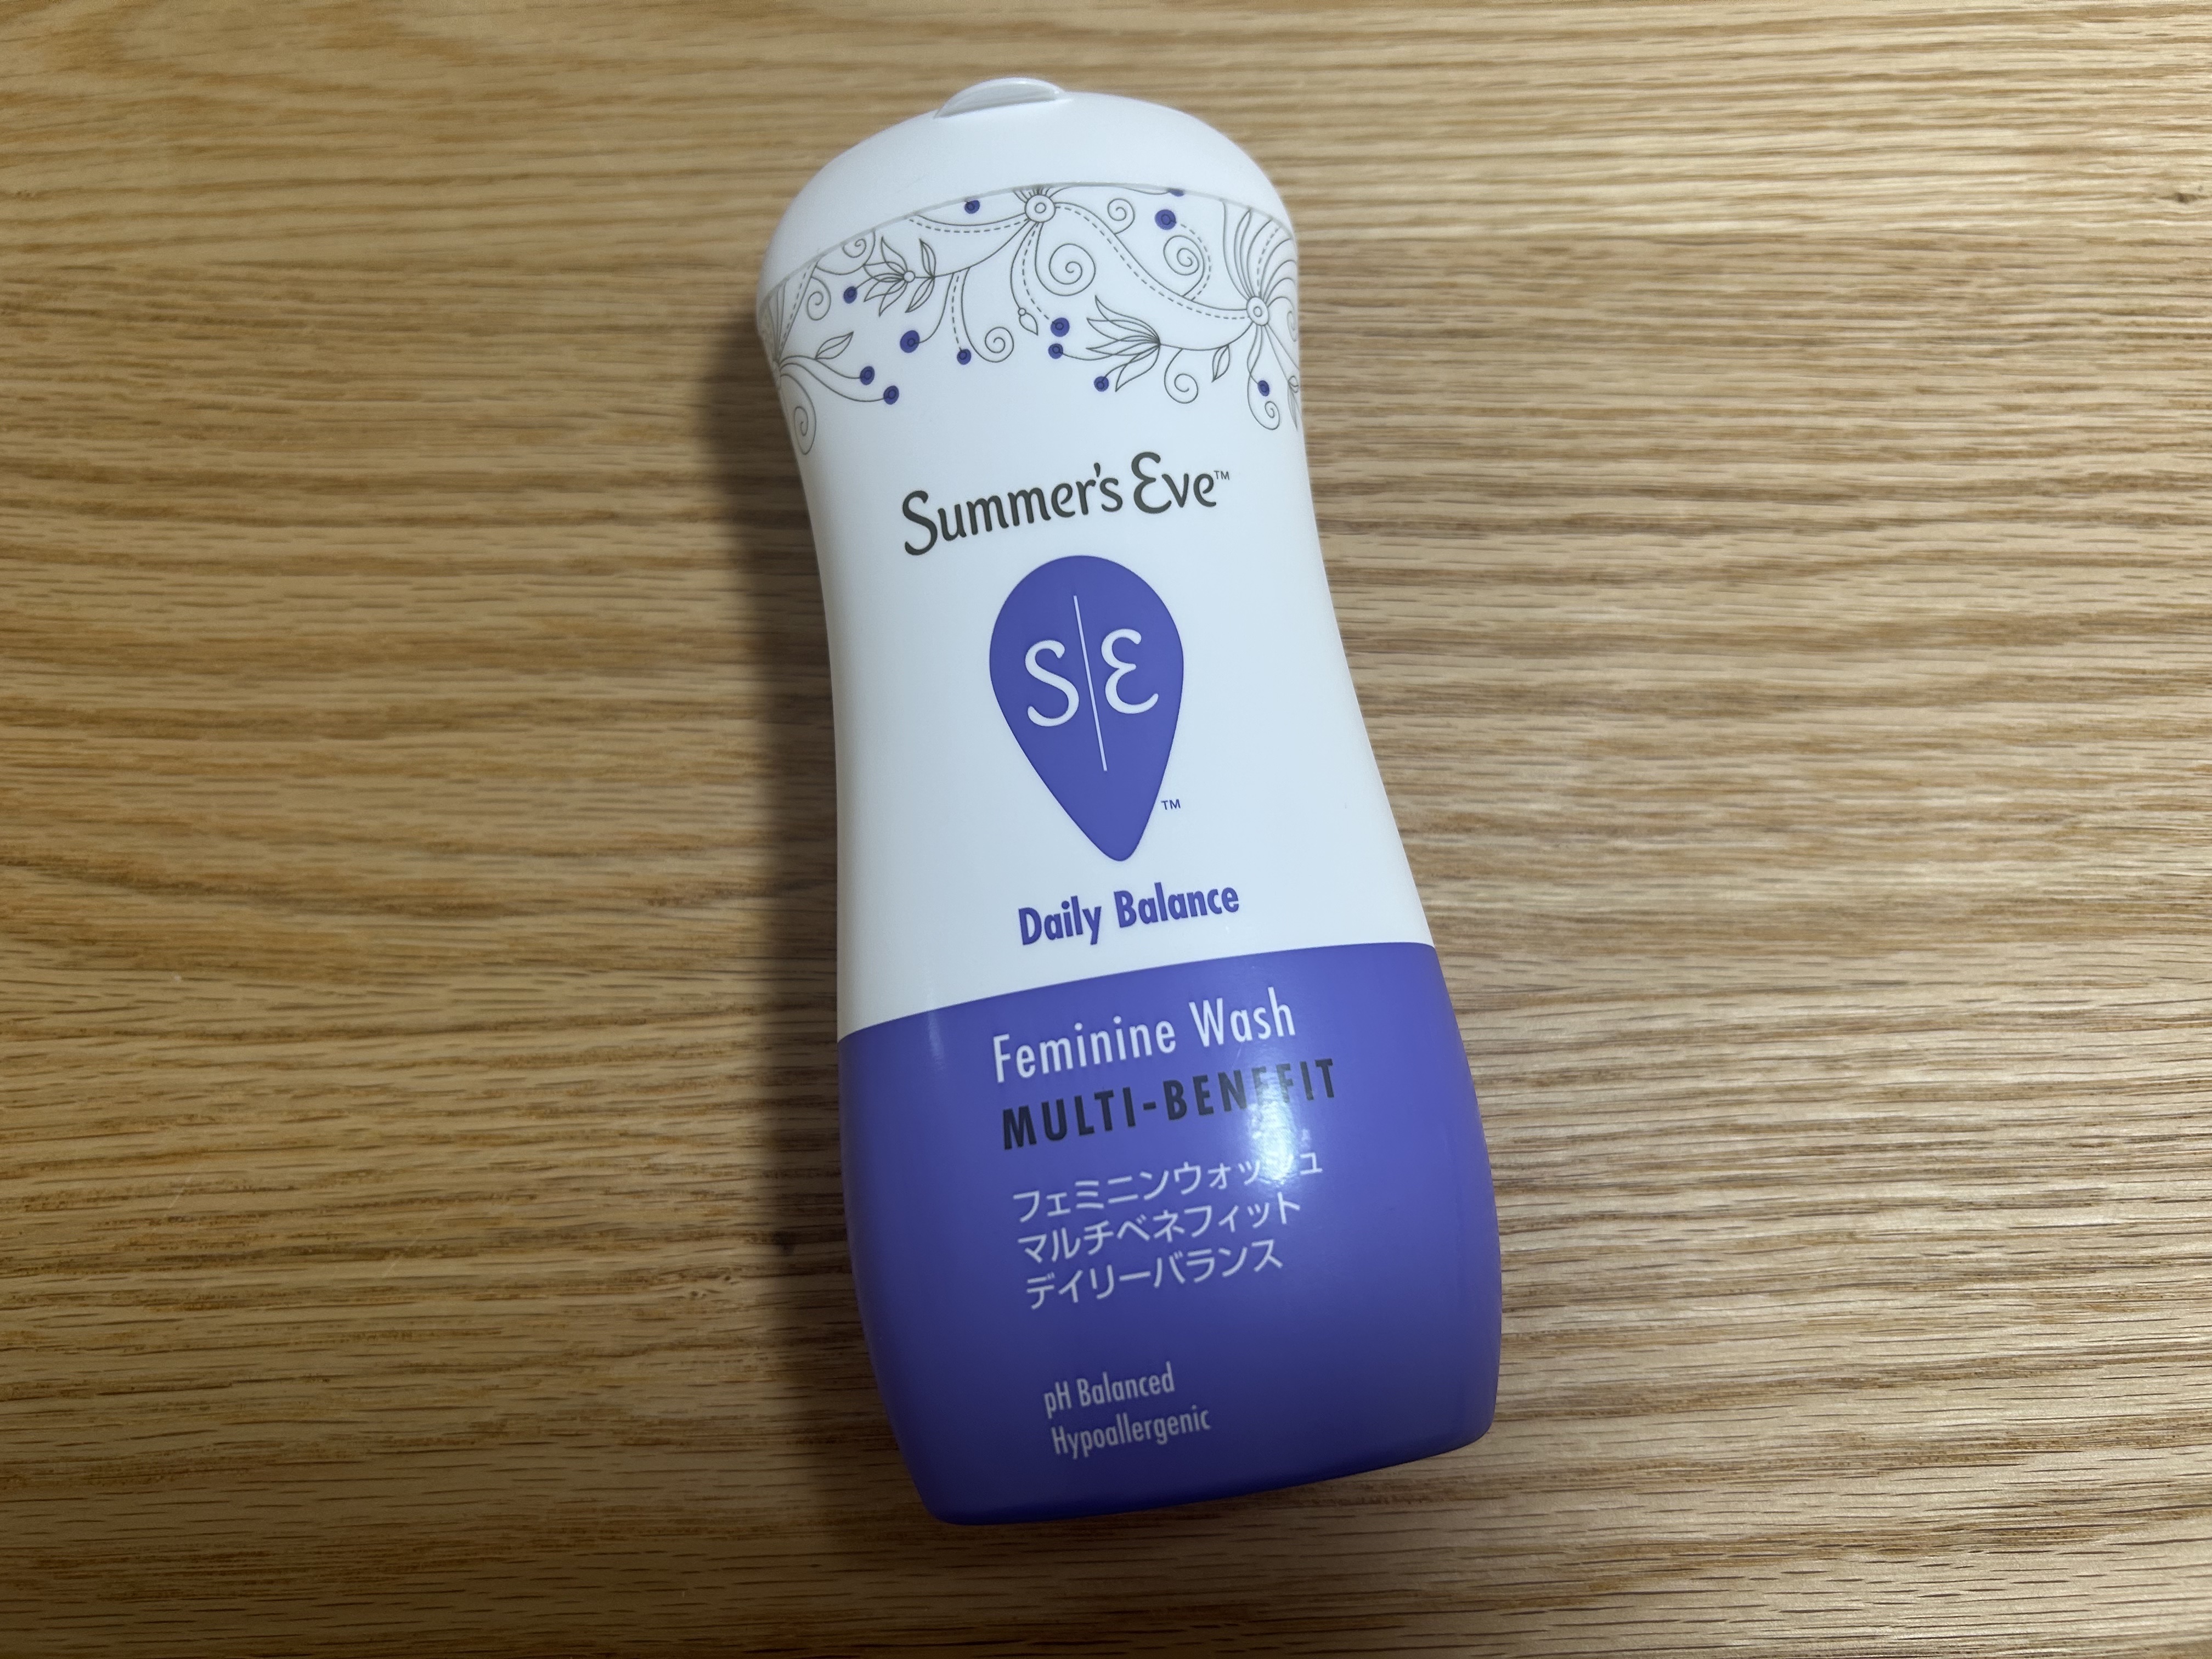 Summer's Eve™
S|E
™
Daily Balance
Feminine Wash
MULTI-BENEFIT
フェミニンウォッシュ
マルチベネフィット
デイリーバランス
pH Balanced
Hypoallergenic